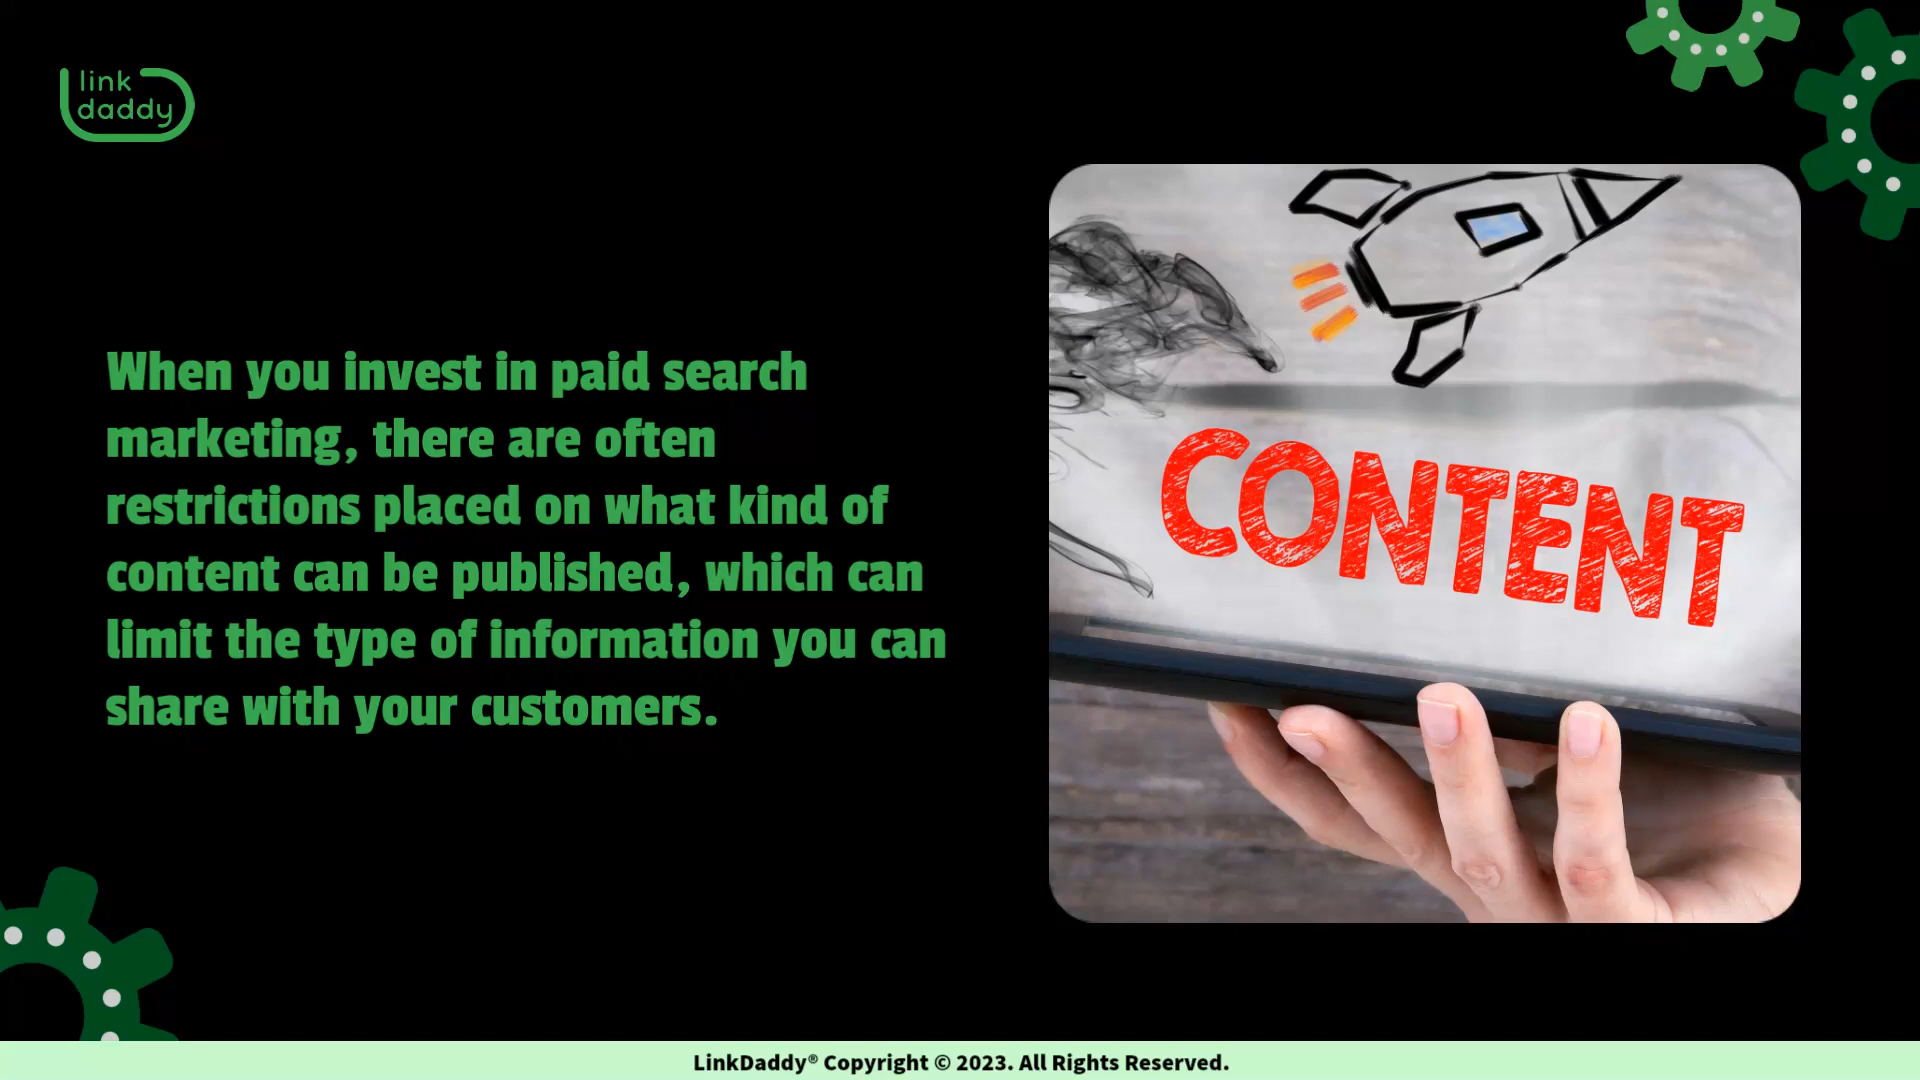 link
daddy
When you invest in paid search
marketing, there are often
restrictions placed on what kind of
content can be published, which can
limit the type of information you can
share with your customers.
CONTENT
LinkDaddy® Copyright © 2023. All Rights Reserved.